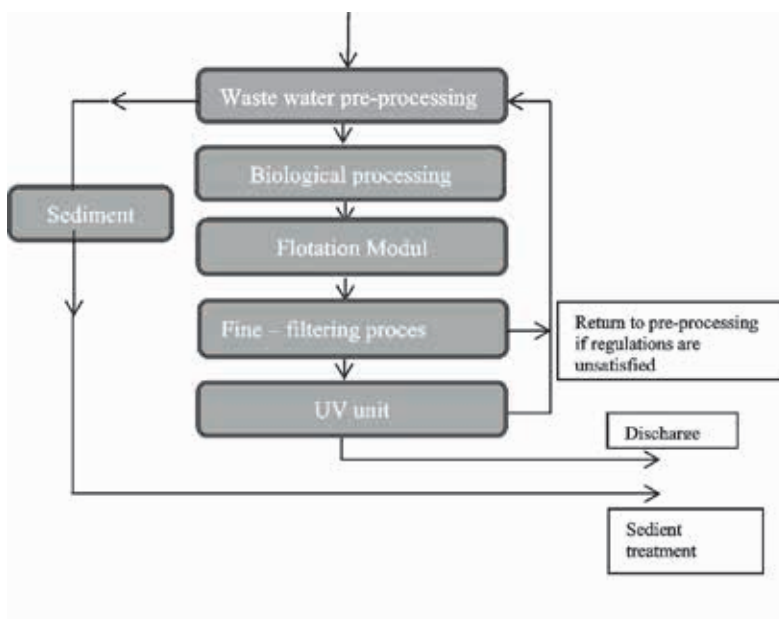 Waste water pre-processing
Biological processing
Sediment
Flotation Modul
Fine – filtering proces
Return to pre-processing
if regulations are
unsatisfied
UV unit
Discharge
Sedient
treatment